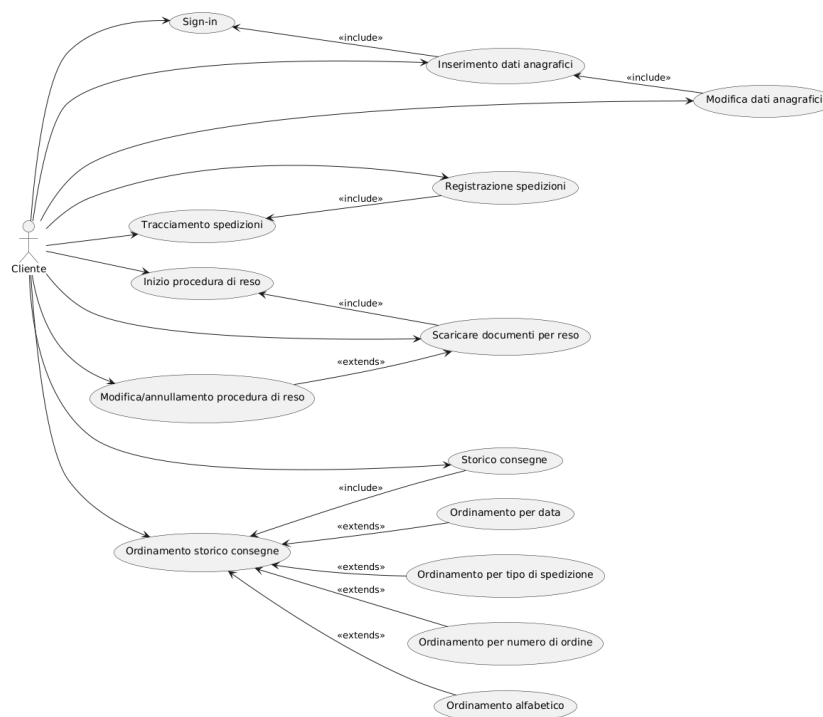 Sign-in
«include»
Inserimento dati anagrafici
«include»
Modifica dati anagrafici
Registrazione spedizioni
«include»
Tracciamento spedizioni
Cliente
Inizio procedura di reso
«include»
Scaricare documenti per reso
«extends»
Modifica/annullamento procedura di reso
Storico consegne
«include»
Ordinamento per data
«extends»
Ordinamento storico consegne
«extends»
Ordinamento per tipo di spedizione
«extends»
Ordinamento per numero di ordine
«extends»
Ordinamento alfabetico